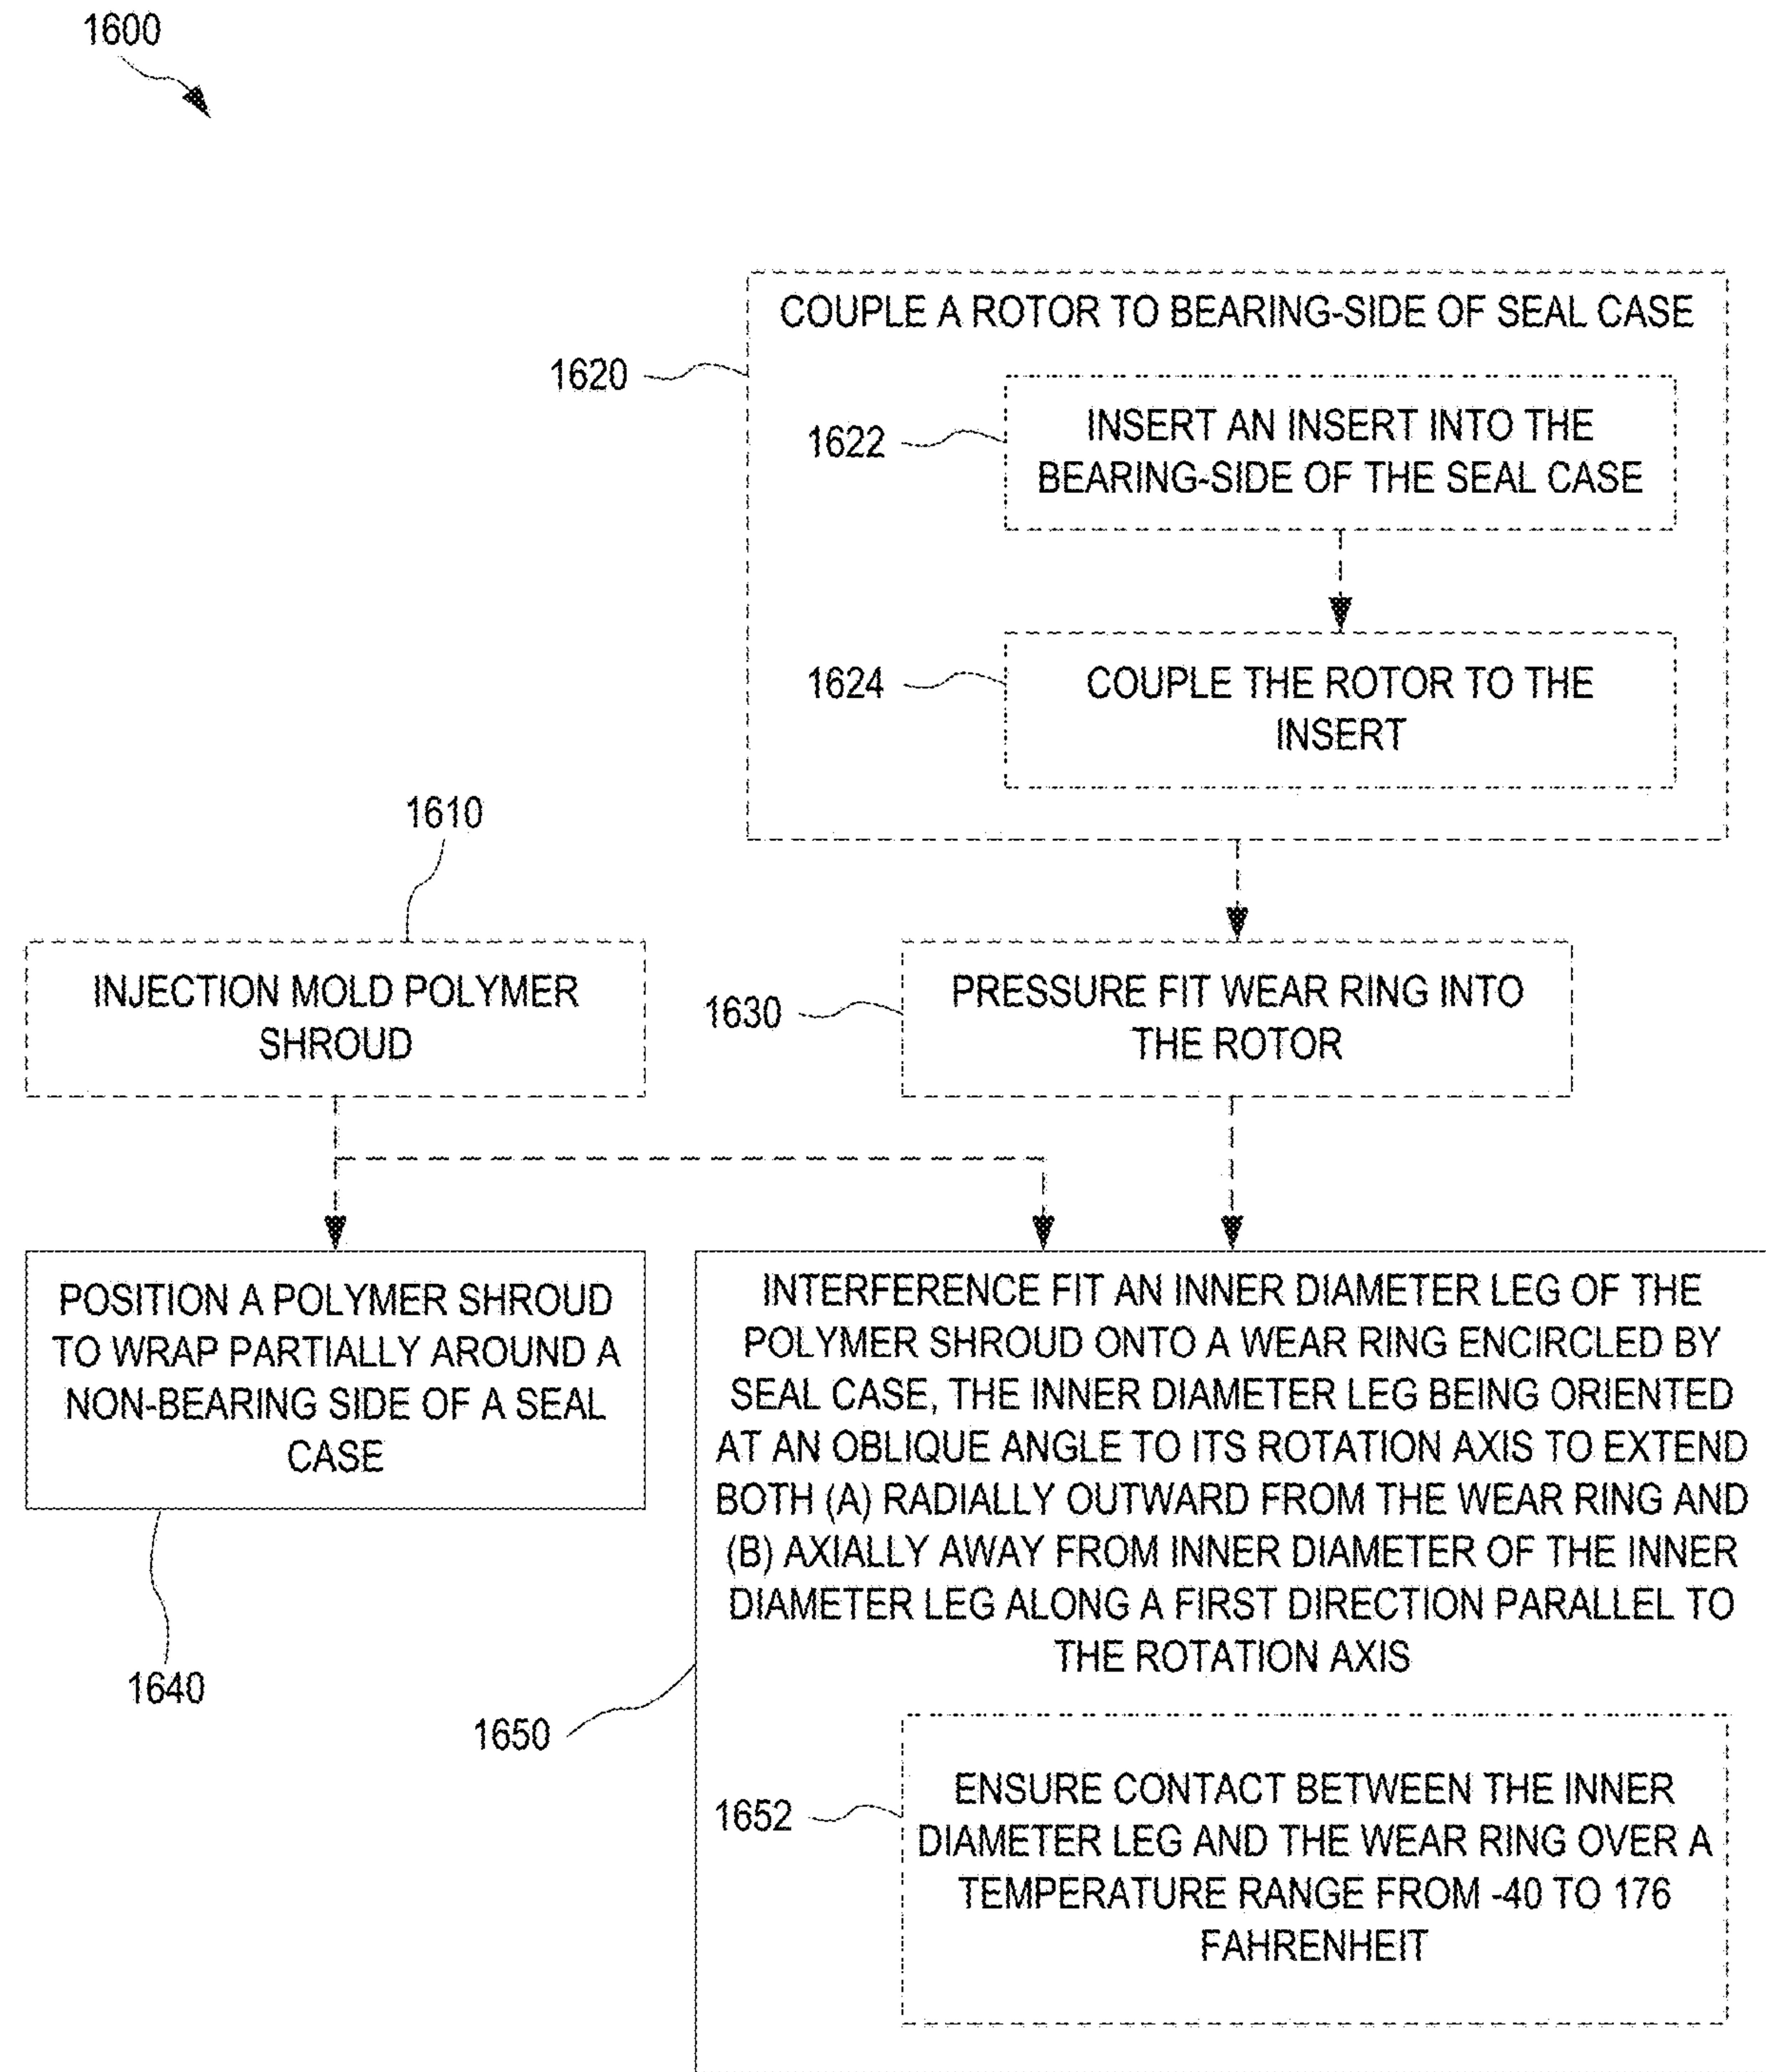 1600
COUPLE A ROTOR TO BEARING-SIDE OF SEAL CASE
1620
1622
INSERT AN INSERT INTO THE
BEARING-SIDE OF THE SEAL CASE
1624
COUPLE THE ROTOR TO THE
INSERT
1610
INJECTION MOLD POLYMER
SHROUD
1630
PRESSURE FIT WEAR RING INTO
THE ROTOR
POSITION A POLYMER SHROUD
TO WRAP PARTIALLY AROUND A
NON-BEARING SIDE OF A SEAL
CASE
1640
INTERFERENCE FIT AN INNER DIAMETER LEG OF THE
POLYMER SHROUD ONTO A WEAR RING ENCIRCLED BY
SEAL CASE, THE INNER DIAMETER LEG BEING ORIENTED
AT AN OBLIQUE ANGLE TO ITS ROTATION AXIS TO EXTEND
BOTH (A) RADIALLY OUTWARD FROM THE WEAR RING AND
(B) AXIALLY AWAY FROM INNER DIAMETER OF THE INNER
DIAMETER LEG ALONG A FIRST DIRECTION PARALLEL TO
THE ROTATION AXIS
1650
1652
ENSURE CONTACT BETWEEN THE INNER
DIAMETER LEG AND THE WEAR RING OVER A
TEMPERATURE RANGE FROM -40 TO 176
FAHRENHEIT